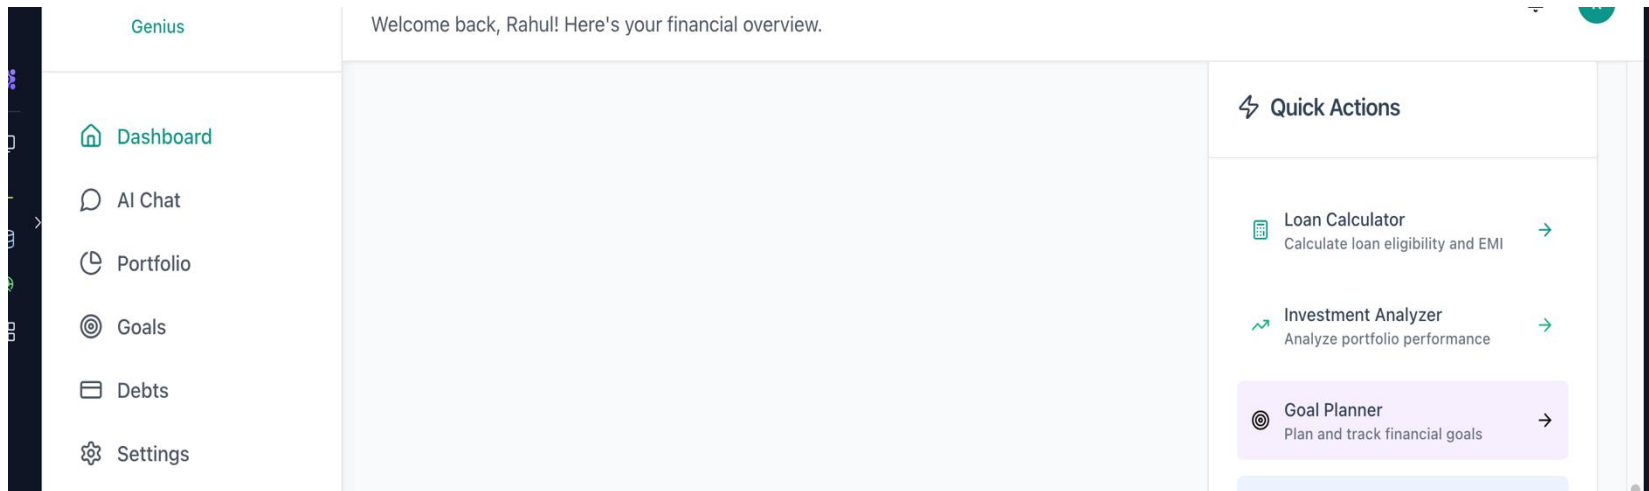 Genius
Welcome back, Rahul! Here's your financial overview.
Dashboard
AI Chat
Portfolio
Goals
Debts
Settings
Quick Actions
Loan Calculator
Calculate loan eligibility and EMI
Investment Analyzer
Analyze portfolio performance
Goal Planner
Plan and track financial goals